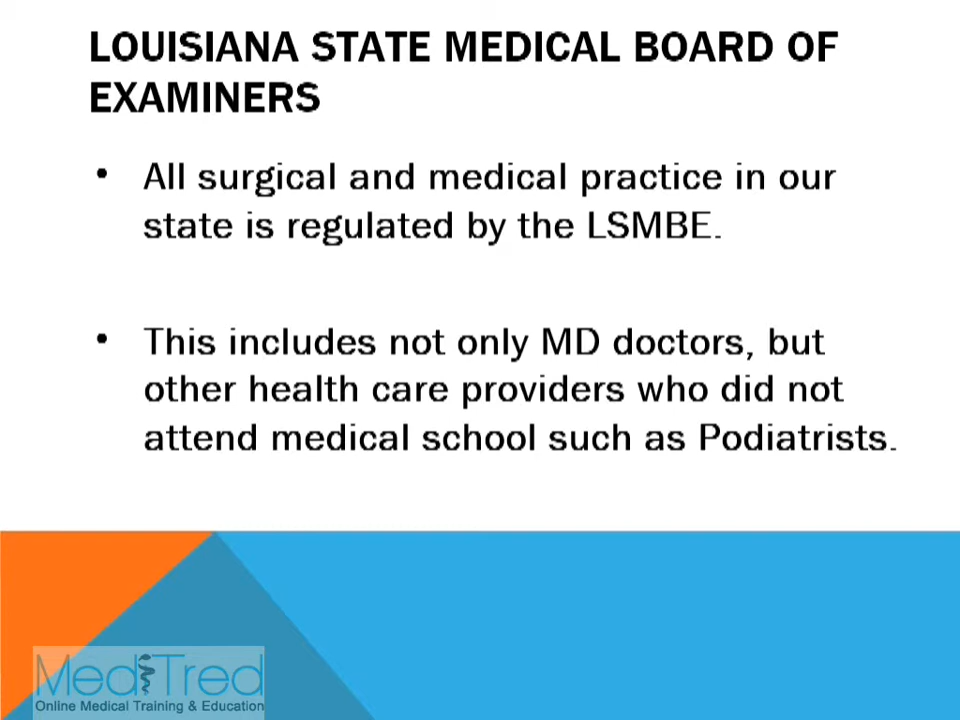 LOUISIANA STATE MEDICAL BOARD OF
EXAMINERS
• All surgical and medical practice in our
state is regulated by the LSMBE.
• This includes not only MD doctors, but
other health care providers who did not
attend medical school such as Podiatrists.
MediTred
Online Medical Training & Education